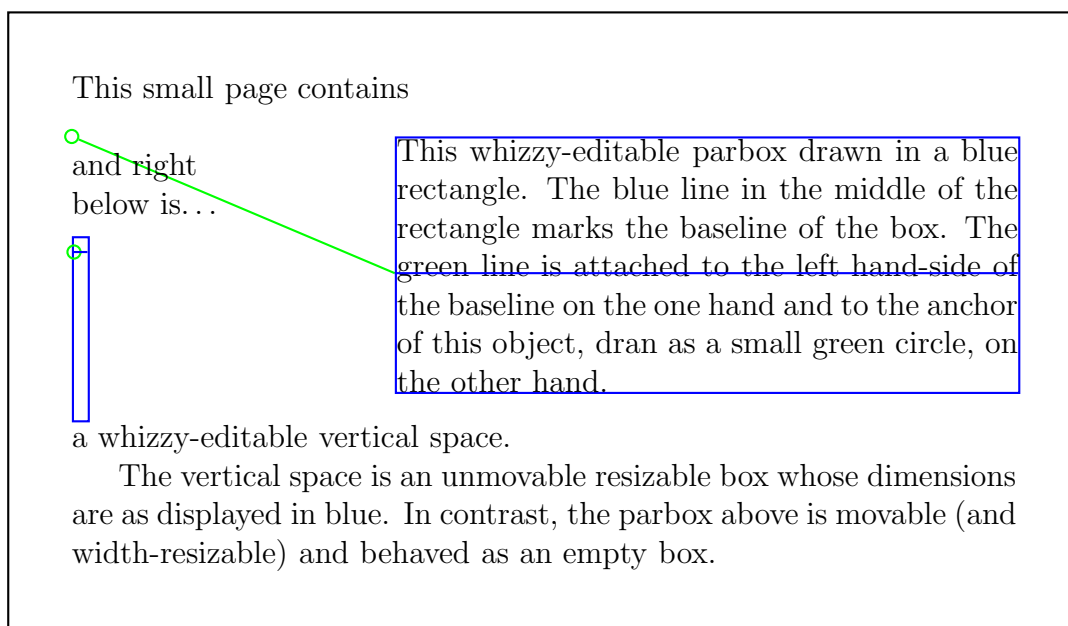 This small page contains
and right
below is…
This whizzy-editable parbox drawn in a blue
rectangle. The blue line in the middle of the
rectangle marks the baseline of the box. The
green line is attached to the left hand-side of
the baseline on the one hand and to the anchor
of this object, dran as a small green circle, on
the other hand.
a whizzy-editable vertical space.
The vertical space is an unmovable resizable box whose dimensions
are as displayed in blue. In contrast, the parbox above is movable (and
width-resizable) and behaved as an empty box.